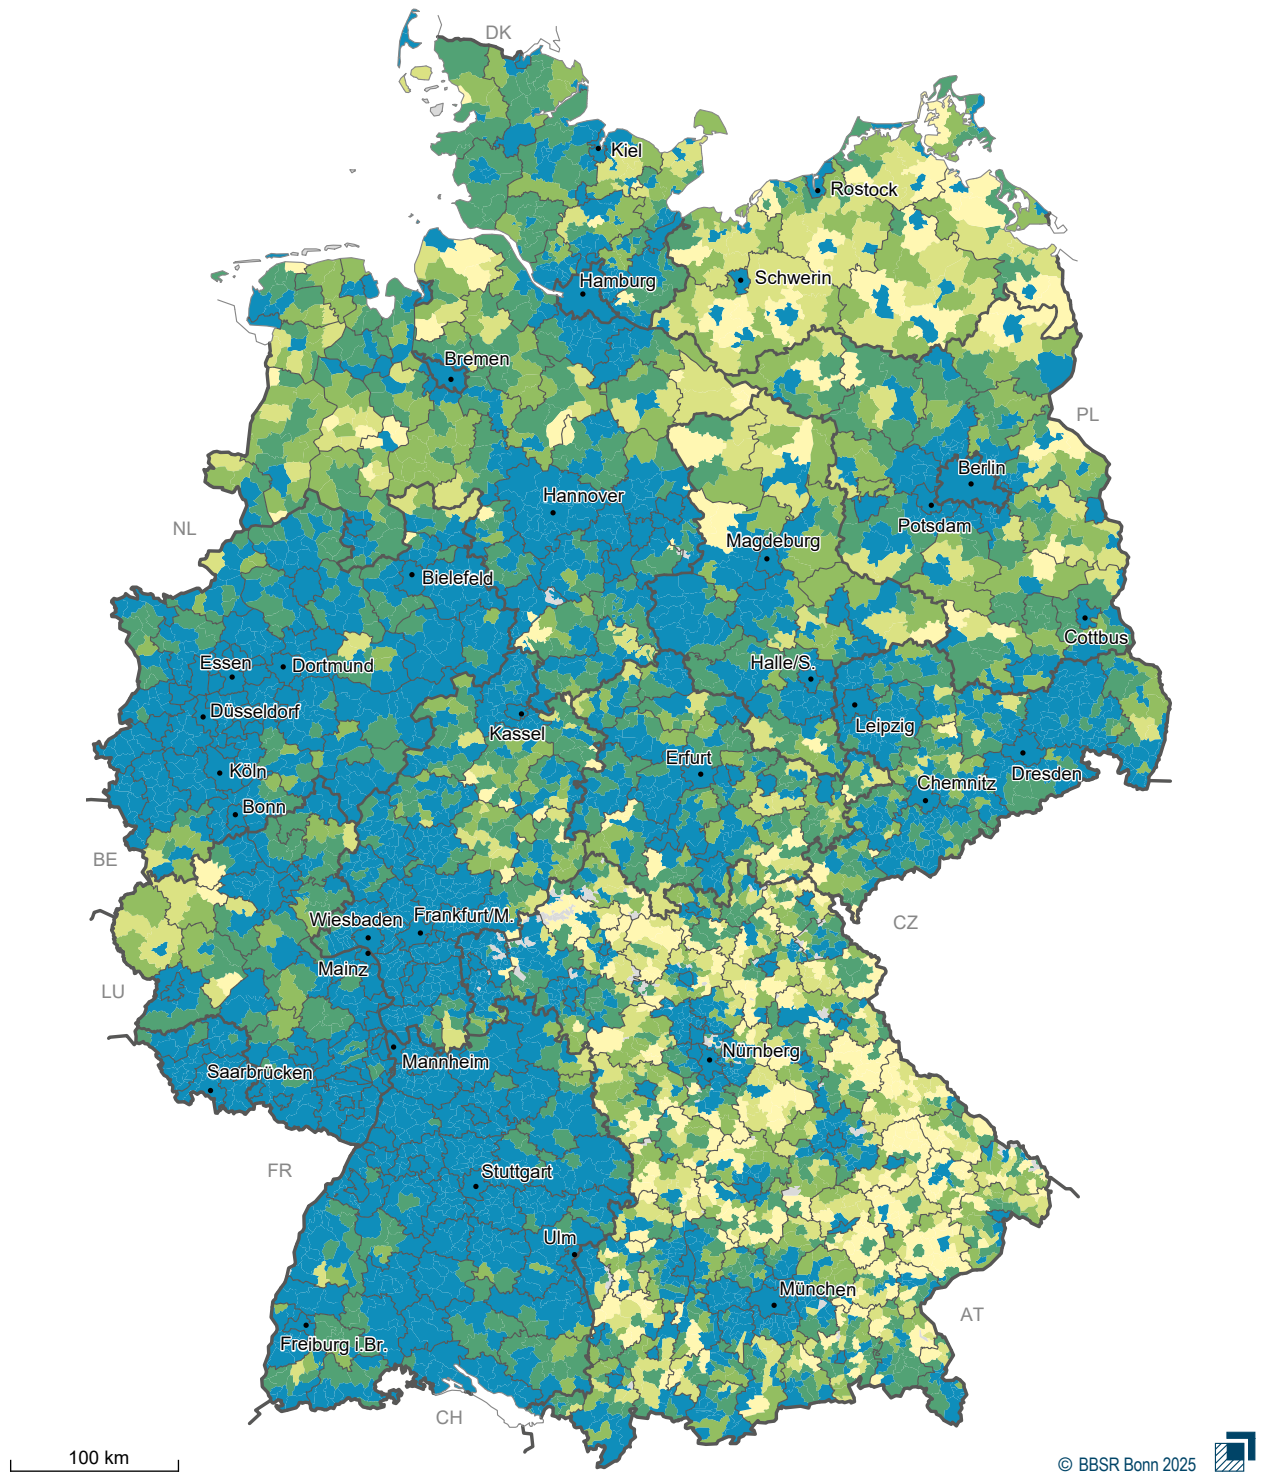 DK
Kiel
Rostock
Hamburg
Schwerin
Bremen
PL
Berlin
Hannover
Potsdam
NL
Magdeburg
Bielefeld
Cottbus
Essen
Dortmund
Halle/S.
Düsseldorf
Leipzig
Kassel
Erfurt
Köln
Dresden
Chemnitz
Bonn
BE
Wiesbaden
Frankfurt/M.
CZ
Mainz
LU
Nürnberg
Mannheim
Saarbrücken
FR
Stuttgart
Ulm
München
AT
Freiburg i.Br.
CH
100 km
© BBSR Bonn 2025